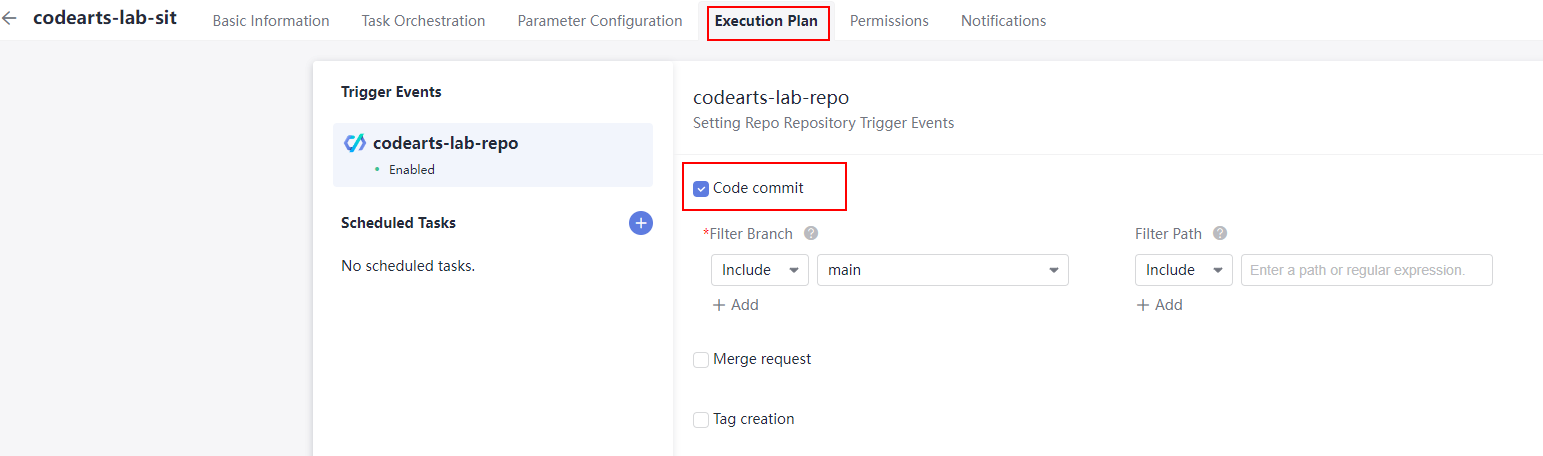 codearts-lab-sit Basic Information Task Orchestration Parameter Configuration Execution Plan Permissions Notifications
Trigger Events
codearts-lab-repo
Enabled
Scheduled Tasks
No scheduled tasks.
codearts-lab-repo
Setting Repo Repository Trigger Events
Code commit
*Filter Branch ? Filter Path ?
Include main Include Enter a path or regular expression.
+ Add + Add
Merge request
Tag creation